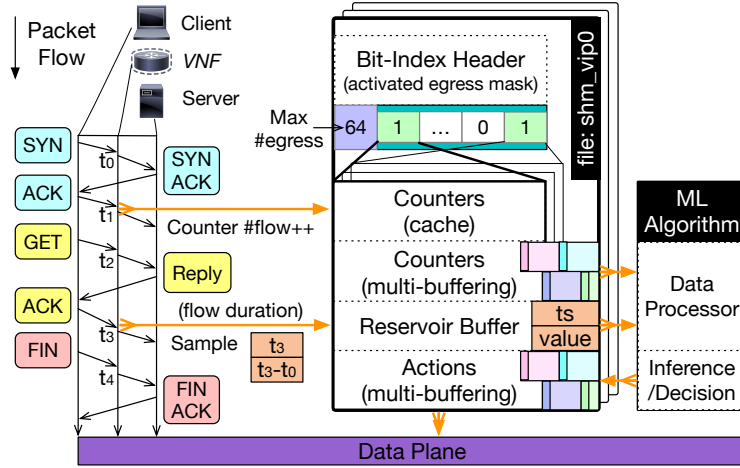 Packet
Flow
Client
VNF
Server
SYN
t0
SYN
ACK
ACK
t1
Counter #flow++
GET
t2
Reply
ACK
(flow duration)
t3
Sample
t3
t3-t0
FIN
t4
FIN
ACK
Bit-Index Header
(activated egress mask)
Max
#egress
64
1
...
0
1
file: shm_vip0
Counters
(cache)
Counters
(multi-buffering)
Reservoir Buffer
ts
value
Actions
(multi-buffering)
ML
Algorithm
Data
Processor
Inference
/Decision
Data Plane